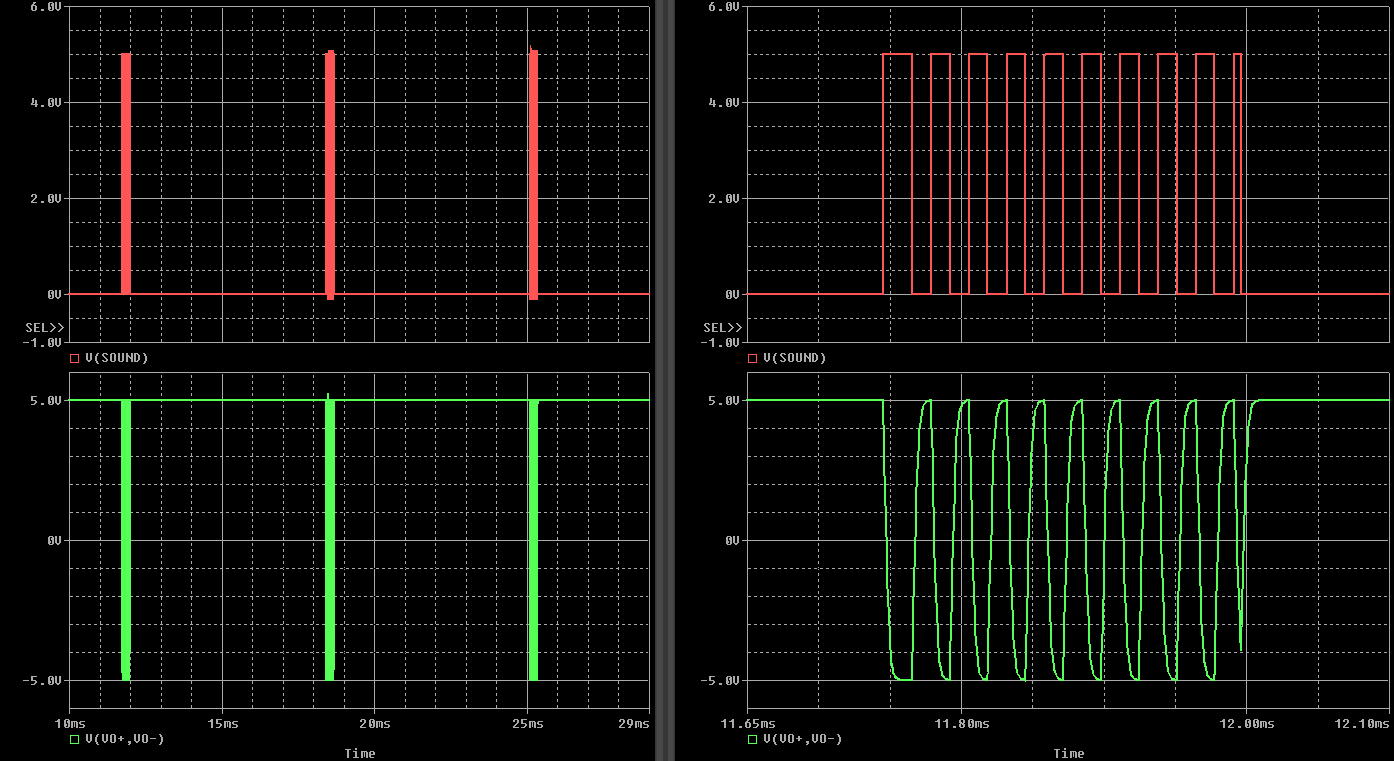 6.0V
4.0V
2.0V
0V
SEL>>
-1.0V
V(SOUND)
5.0V
0V
-5.0V
10ms 15ms 20ms 25ms 29ms
V(VO+,VO-)
Time
6.0V
4.0V
2.0V
0V
SEL>>
-1.0V
V(SOUND)
5.0V
0V
-5.0V
11.65ms 11.80ms 12.00ms 12.10ms
V(VO+,VO-)
Time